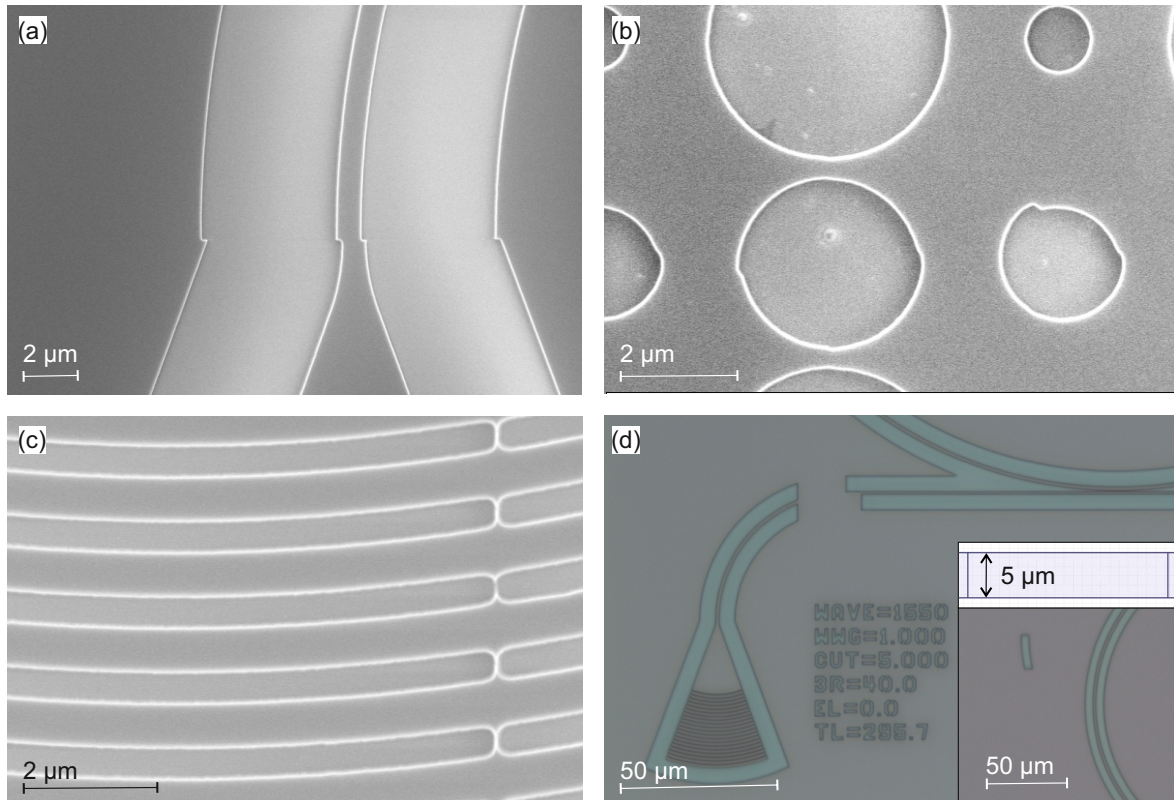 (a)
2 µm
(b)
2 µm
(c)
2 µm
(d)
WAVE=1550
WWG=1.000
CUT=5.000
BR=40.0
EL=0.0
TL=295.7
50 µm
5 µm
50 µm